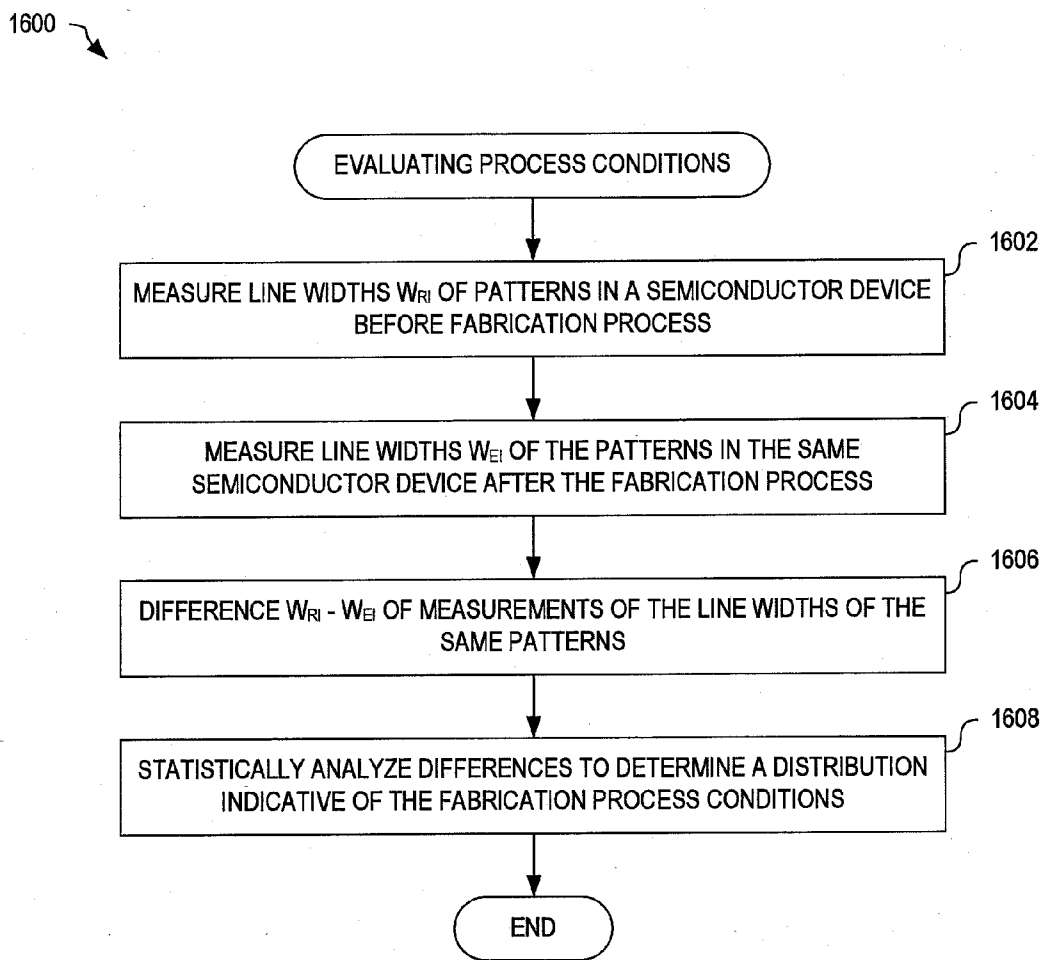 1600
EVALUATING PROCESS CONDITIONS
1602
MEASURE LINE WIDTHS WRI OF PATTERNS IN A SEMICONDUCTOR DEVICE
BEFORE FABRICATION PROCESS
1604
MEASURE LINE WIDTHS WEI OF THE PATTERNS IN THE SAME
SEMICONDUCTOR DEVICE AFTER THE FABRICATION PROCESS
1606
DIFFERENCE WRI - WEI OF MEASUREMENTS OF THE LINE WIDTHS OF THE
SAME PATTERNS
1608
STATISTICALLY ANALYZE DIFFERENCES TO DETERMINE A DISTRIBUTION
INDICATIVE OF THE FABRICATION PROCESS CONDITIONS
END